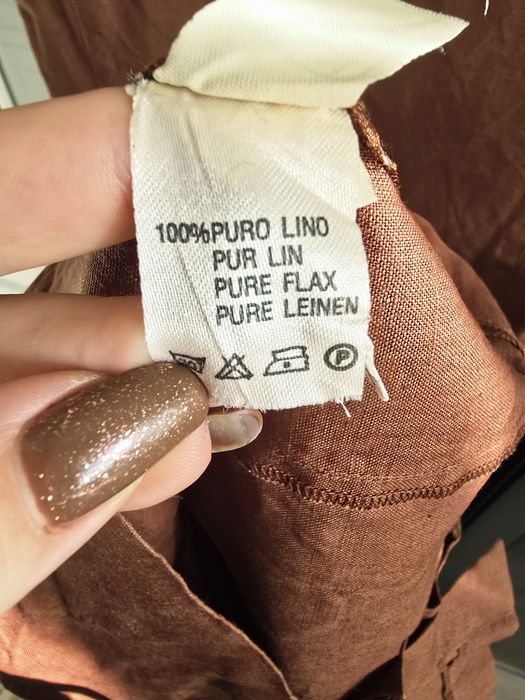 100%PURO LINO
PUR LIN
PURE FLAX
PURE LEINEN
P